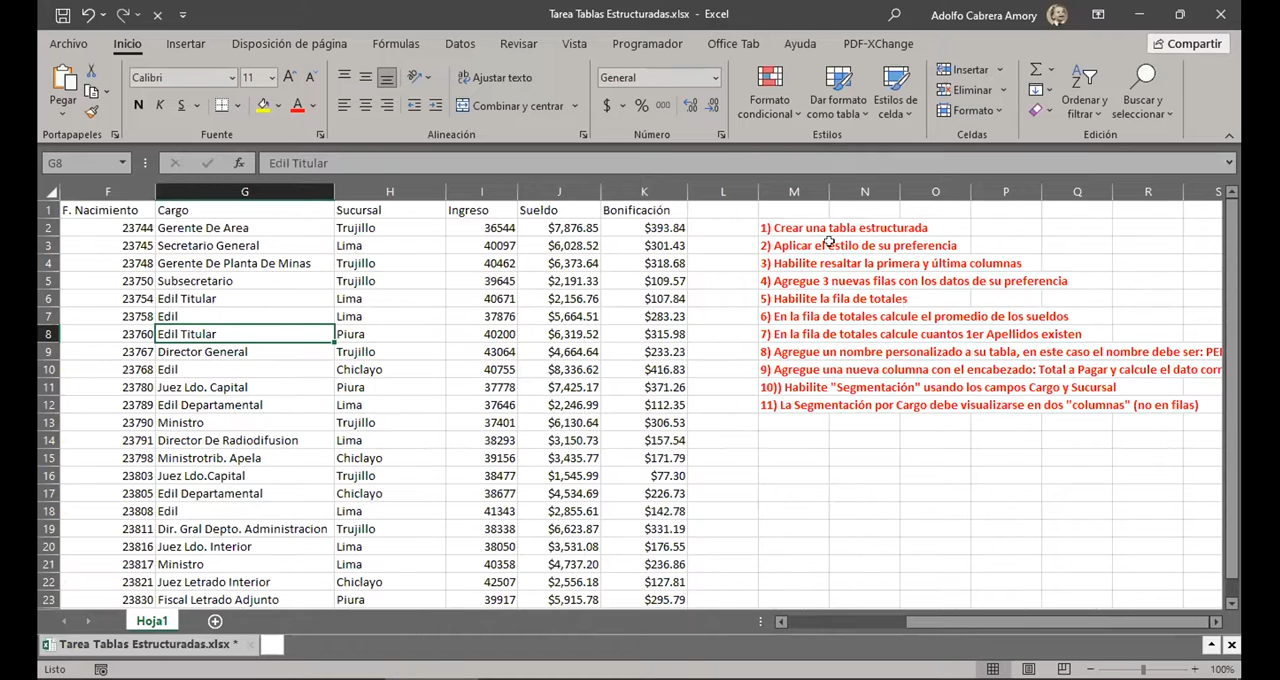 Tarea Tablas Estructuradas.xlsx - Excel
Adolfo Cabrera Amory
Archivo Inicio Insertar Disposición de página Fórmulas Datos Revisar Vista Programador Office Tab Ayuda PDF-XChange Compartir
Pegar
Calibri 11
N K S
Ajustar texto
Combinar y centrar
General
$ % 000
Formato condicional
Dar formato como tabla
Estilos de celda
Insertar
Eliminar
Formato
Ordenar y filtrar
Buscar y seleccionar
Portapapeles Fuente Alineación Número Estilos Celdas Edición
G8 fx Edil Titular
F G H I J K L M N O P Q R S
1 F. Nacimiento Cargo Sucursal Ingreso Sueldo Bonificación
2 23744 Gerente De Area Trujillo 36544 $7,876.85 $393.84 1) Crear una tabla estructurada
3 23745 Secretario General Lima 40097 $6,028.52 $301.43 2) Aplicar el estilo de su preferencia
4 23748 Gerente De Planta De Minas Trujillo 40462 $6,373.64 $318.68 3) Habilite resaltar la primera y última columnas
5 23750 Subsecretario Trujillo 39645 $2,191.33 $109.57 4) Agregue 3 nuevas filas con los datos de su preferencia
6 23754 Edil Titular Lima 40671 $2,156.76 $107.84 5) Habilite la fila de totales
7 23758 Edil Lima 37876 $5,664.51 $283.23 6) En la fila de totales calcule el promedio de los sueldos
8 23760 Edil Titular Piura 40200 $6,319.52 $315.98 7) En la fila de totales calcule cuantos 1er Apellidos existen
9 23767 Director General Trujillo 43064 $4,664.64 $233.23 8) Agregue un nombre personalizado a su tabla, en este caso el nombre debe ser: PE
10 23768 Edil Chiclayo 40755 $8,336.62 $416.83 9) Agregue una nueva columna con el encabezado: Total a Pagar y calcule el dato corr
11 23780 Juez Ldo. Capital Piura 38777 $7,425.17 $371.26 10)) Habilite "Segmentación" usando los campos Cargo y Sucursal
12 23789 Edil Departamental Lima 37646 $2,246.99 $112.35 11) La Segmentación por Cargo debe visualizarse en dos "columnas" (no en filas)
13 23790 Ministro Trujillo 37401 $6,130.64 $306.53
14 23791 Director De Radiodifusion Lima 38293 $3,150.73 $157.54
15 23798 Ministrotrib. Apela Chiclayo 39156 $3,435.77 $171.79
16 23803 Juez Ldo.Capital Trujillo 38477 $1,545.99 $77.30
17 23805 Edil Departamental Chiclayo 38677 $4,534.69 $226.73
18 23808 Edil Lima 41343 $2,855.61 $142.78
19 23811 Dir. Gral Depto. Administracion Trujillo 38338 $6,623.87 $331.19
20 23816 Juez Ldo. Interior Lima 38050 $3,531.08 $176.55
21 23817 Ministro Lima 40358 $4,737.20 $236.86
22 23821 Juez Letrado Interior Chiclayo 42507 $2,556.18 $127.81
23 23830 Fiscal Letrado Adjunto Piura 39917 $5,915.78 $295.79
Hoja1
Tarea Tablas Estructuradas.xlsx *
Listo 100%